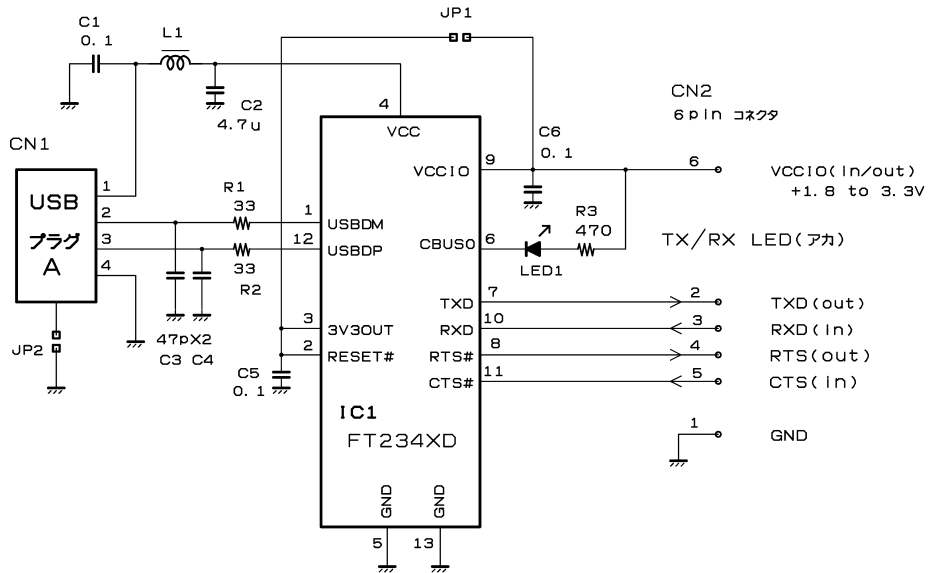 JP1
C1
0.1
L1
C2
4.7u
4
VCC
CN2
6pin コネクタ
CN1
C6
0.1
VCCIO
9
6
VCCIO(in/out)
+1.8 to 3.3V
USB
プラグ
A
1
2
3
4
R1
33
1
USBDM
12
USBDP
33
R2
CBUS0
6
LED1
R3
470
TX/RX LED(アカ)
TXD
7
2
TXD(out)
RXD
10
3
RXD(in)
RTS#
8
4
RTS(out)
CTS#
11
5
CTS(in)
3
3V3OUT
2
RESET#
JP2
47pX2
C3 C4
C5
0.1
IC1
FT234XD
1
GND
GND
GND
5
13